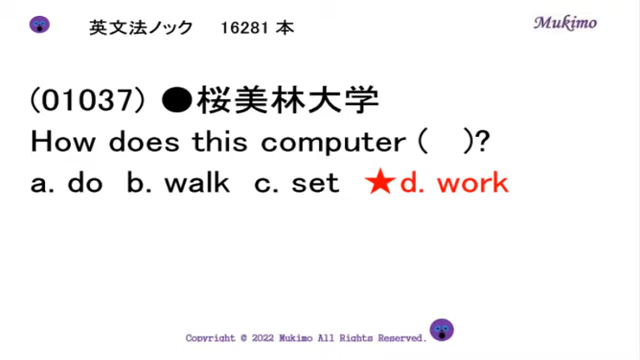 英文法ノック 16281 本 Mukimo
(01037) ●桜美林大学
How does this computer ( )?
a. do b. walk c. set ★d. work
Copyright © 2022 Mukimo All Rights Reserved.